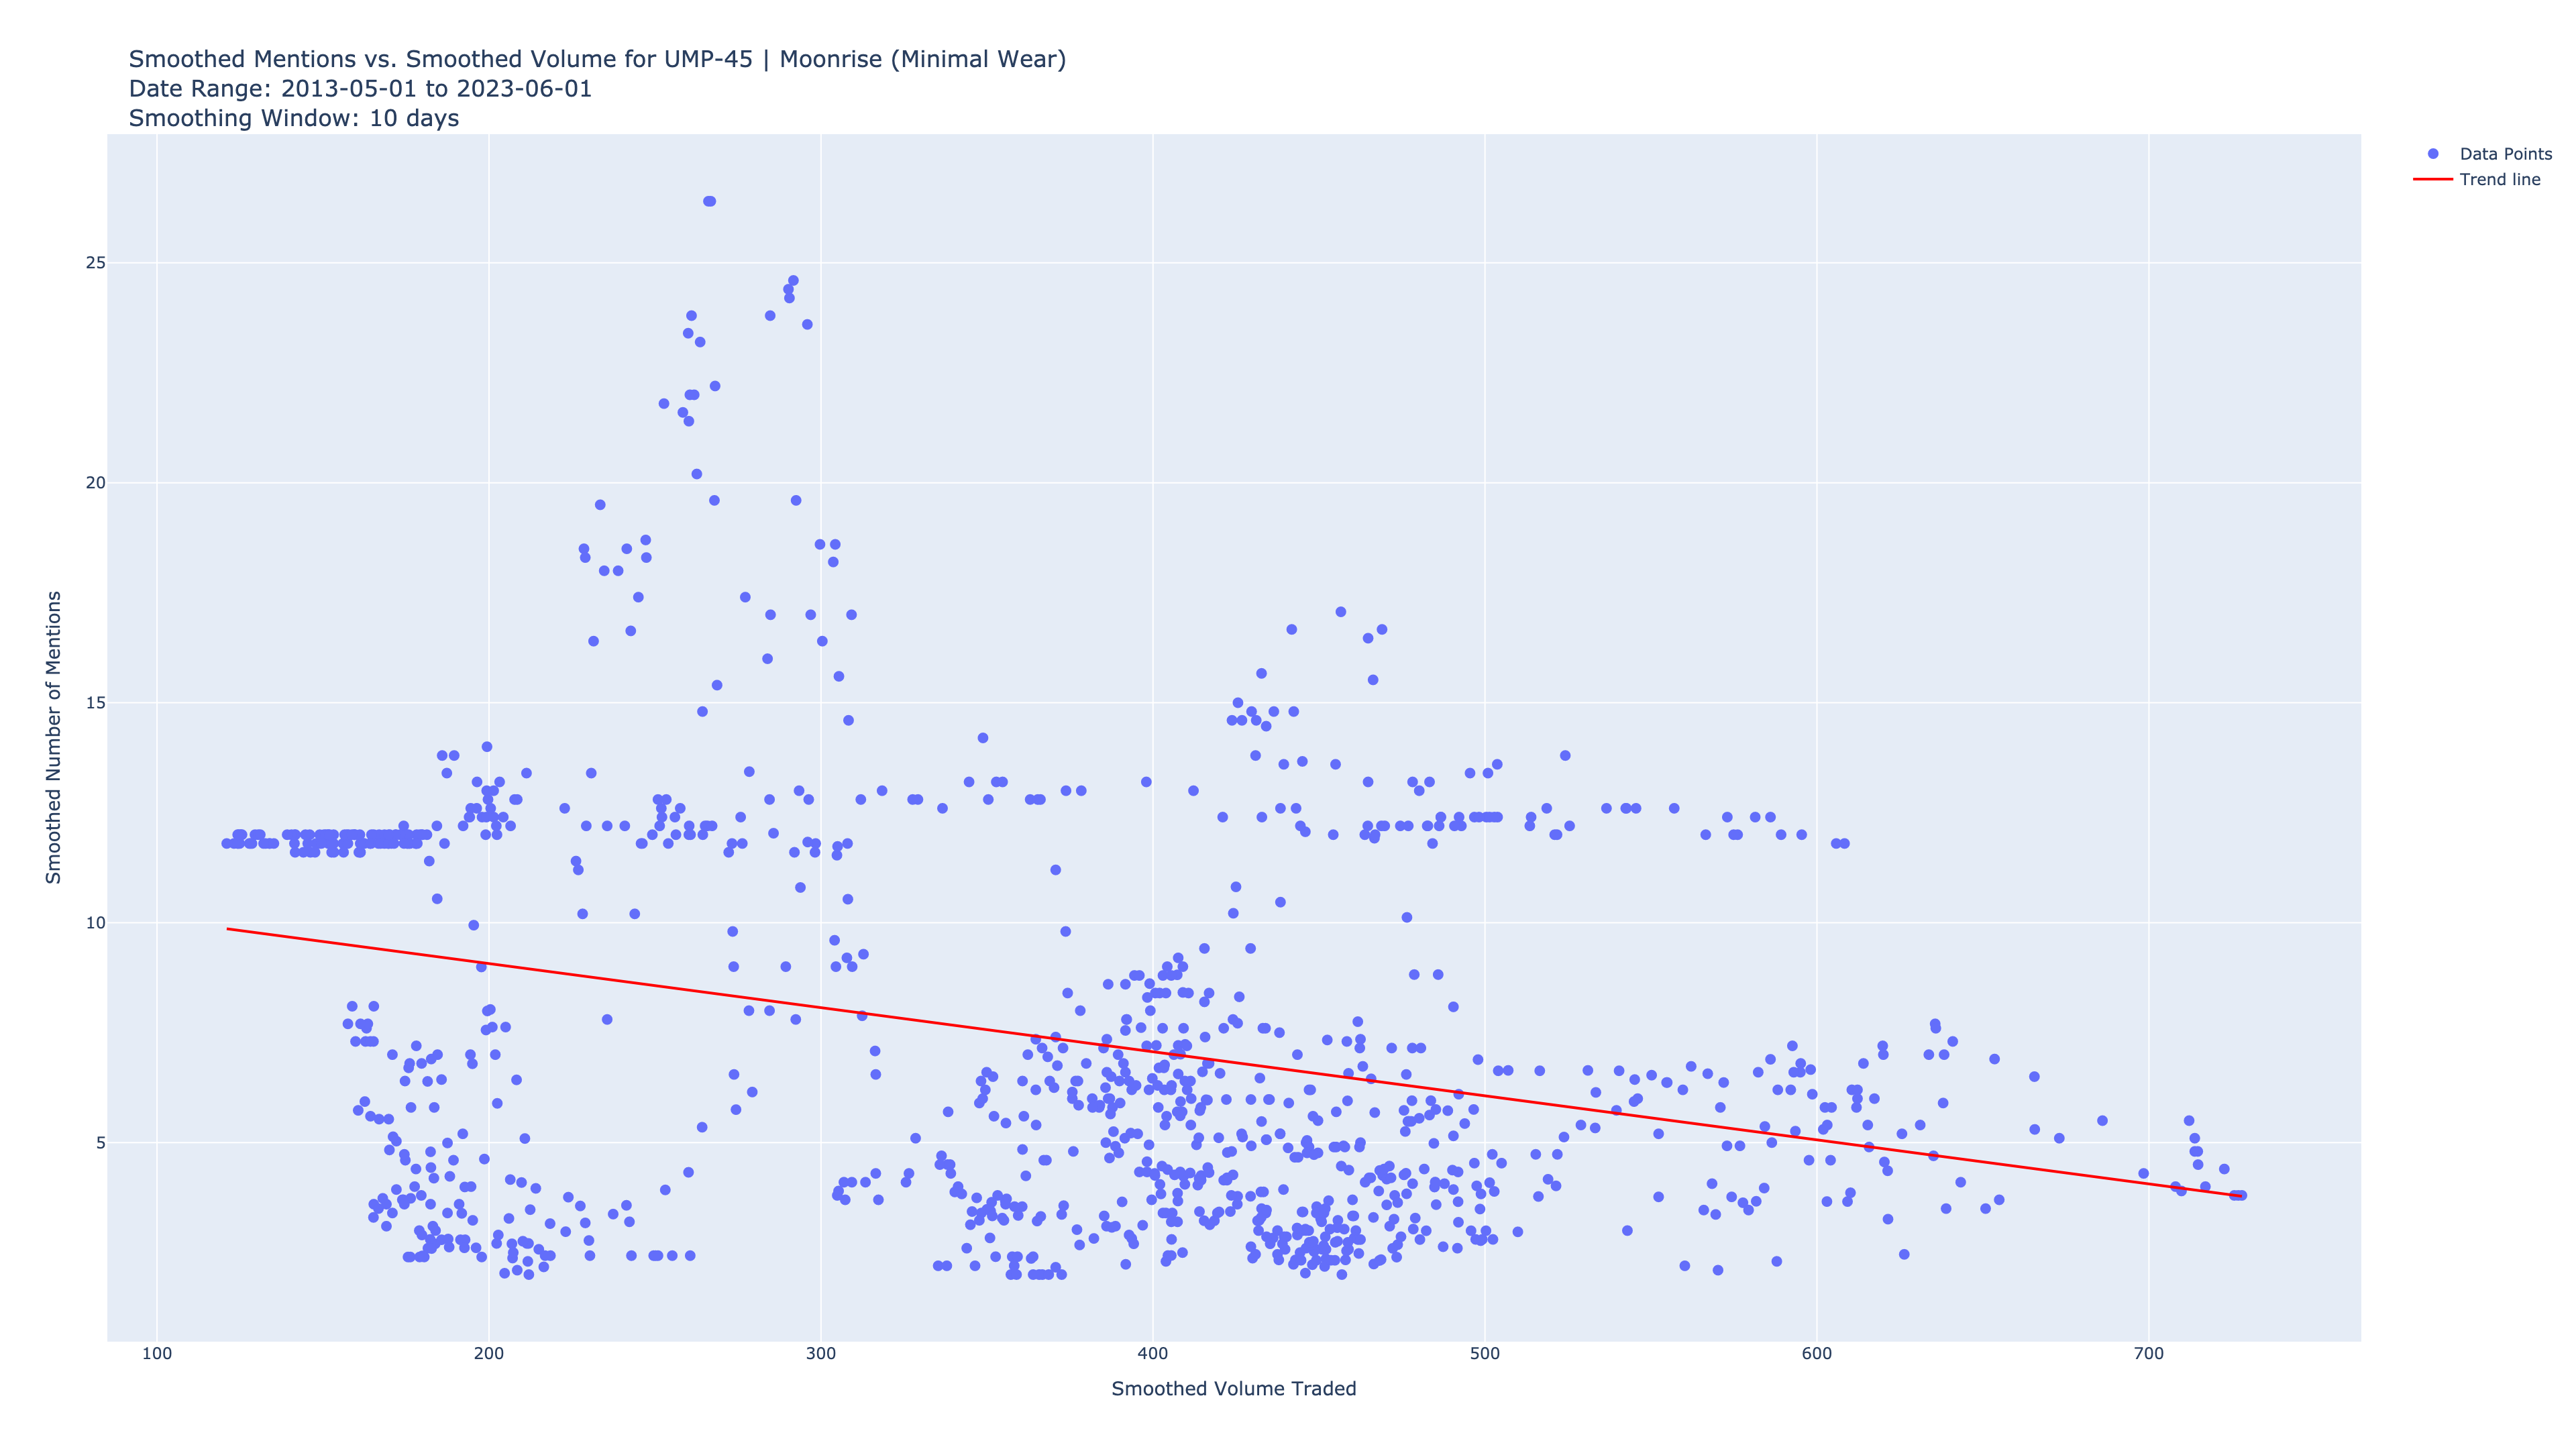 Smoothed Mentions vs. Smoothed Volume for UMP-45 | Moonrise (Minimal Wear)
Date Range: 2013-05-01 to 2023-06-01
Smoothing Window: 10 days
Data Points
Trend line
25
20
15
10
5
Smoothed Number of Mentions
100 200 300 400 500 600 700
Smoothed Volume Traded